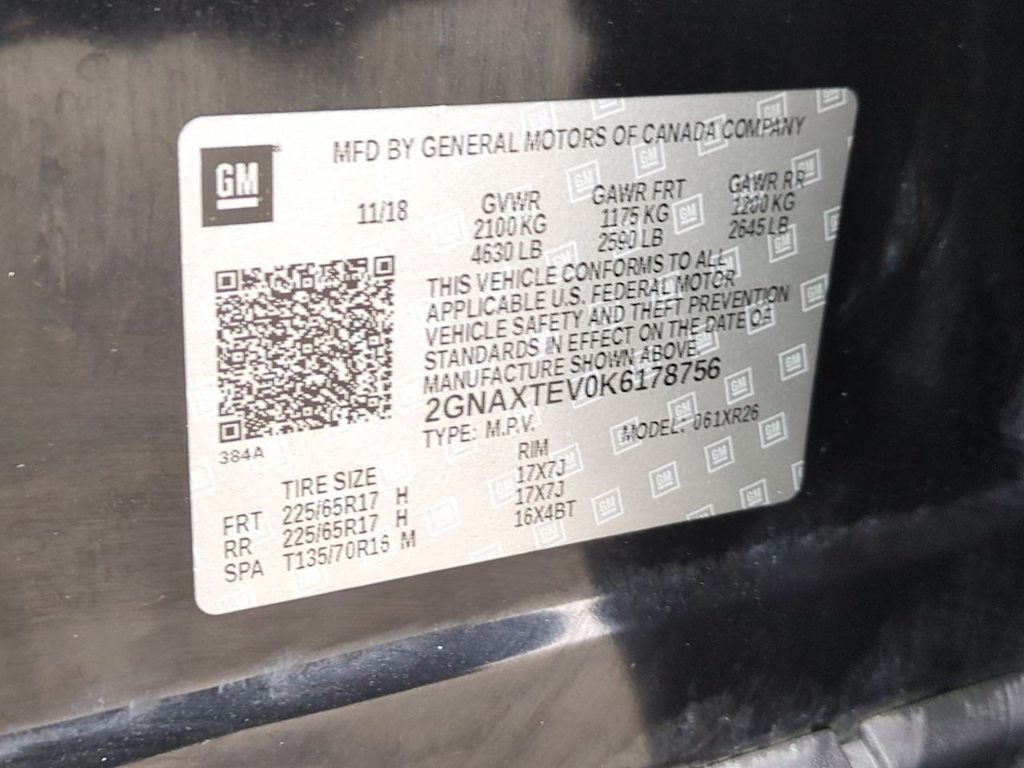 GM
MFD BY GENERAL MOTORS OF CANADA COMPANY
11/18 GVWR GAWR FRT GAWR RR
2100 KG 1175 KG 1200 KG
4630 LB 2590 LB 2645 LB
THIS VEHICLE CONFORMS TO ALL
APPLICABLE U.S. FEDERAL MOTOR
VEHICLE SAFETY AND THEFT PREVENTION
STANDARDS IN EFFECT ON THE DATE OF
MANUFACTURE SHOWN ABOVE.
2GNAXTEV0K6178756
TYPE: M.P.V. MODEL: 061XR26
384A
TIRE SIZE RIM
FRT 225/65R17 H 17X7J
RR 225/65R17 H 17X7J
SPA T135/70R16 M 16X4BT